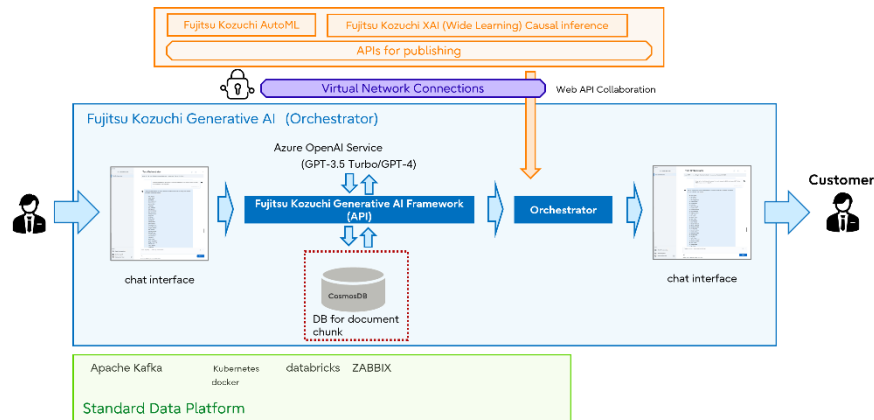 Fujitsu Kozuchi AutoML
Fujitsu Kozuchi XAI (Wide Learning) Causal inference
APIs for publishing
Virtual Network Connections
Web API Collaboration
Fujitsu Kozuchi Generative AI (Orchestrator)
Azure OpenAI Service
(GPT-3.5 Turbo/GPT-4)
Fujitsu Kozuchi Generative AI Framework
(API)
Orchestrator
Customer
chat interface
CosmosDB
DB for document
chunk
chat interface
Apache Kafka
Kubernetes
docker
databricks
ZABBIX
Standard Data Platform